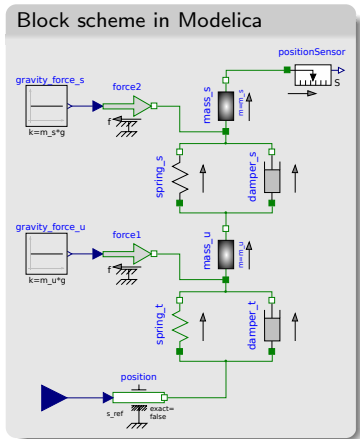 Block scheme in Modelica
positionSensor
S
gravity_force_s
k=m_s*g
force2
f
mass_s
m=m_s
spring_s
damper_s
gravity_force_u
k=m_u*g
force1
f
mass_u
m=m_u
spring_t
damper_t
position
s_ref
exact=
false